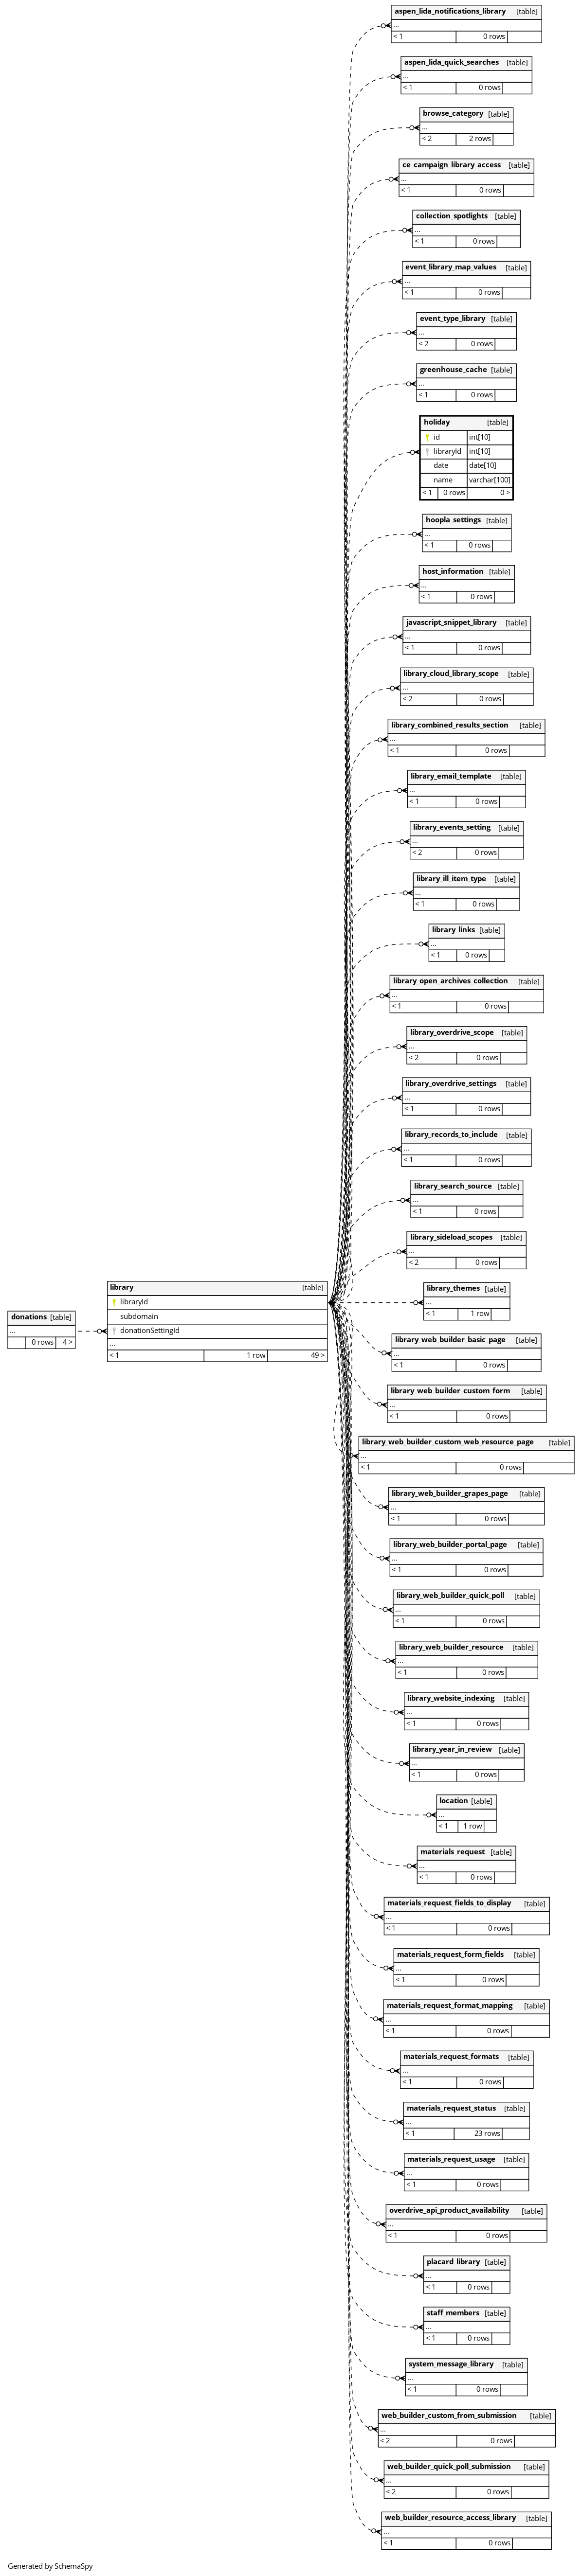 aspen_lida_notifications_library [table]
...
< 1 0 rows
aspen_lida_quick_searches [table]
...
< 1 0 rows
browse_category [table]
...
< 2 2 rows
ce_campaign_library_access [table]
...
< 1 0 rows
collection_spotlights [table]
...
< 1 0 rows
event_library_map_values [table]
...
< 1 0 rows
event_type_library [table]
...
< 2 0 rows
greenhouse_cache [table]
...
< 1 0 rows
holiday [table]
id int[10]
libraryId int[10]
date date[10]
name varchar[100]
< 1 0 rows 0 >
hoopla_settings [table]
...
< 1 0 rows
host_information [table]
...
< 1 0 rows
javascript_snippet_library [table]
...
< 1 0 rows
library_cloud_library_scope [table]
...
< 2 0 rows
library_combined_results_section [table]
...
< 1 0 rows
library_email_template [table]
...
< 1 0 rows
library_events_setting [table]
...
< 2 0 rows
library_ill_item_type [table]
...
< 1 0 rows
library_links [table]
...
< 1 0 rows
library_open_archives_collection [table]
...
< 1 0 rows
library_overdrive_scope [table]
...
< 2 0 rows
library_overdrive_settings [table]
...
< 1 0 rows
library_records_to_include [table]
...
< 1 0 rows
library_search_source [table]
...
< 1 0 rows
library_sideload_scopes [table]
...
< 2 0 rows
donations [table]
...
0 rows 4 >
library [table]
libraryId
subdomain
donationSettingId
...
< 1 1 row 49 >
library_themes [table]
...
< 1 1 row
library_web_builder_basic_page [table]
...
< 1 0 rows
library_web_builder_custom_form [table]
...
< 1 0 rows
library_web_builder_custom_web_resource_page [table]
...
< 1 0 rows
library_web_builder_grapes_page [table]
...
< 1 0 rows
library_web_builder_portal_page [table]
...
< 1 0 rows
library_web_builder_quick_poll [table]
...
< 1 0 rows
library_web_builder_resource [table]
...
< 1 0 rows
library_website_indexing [table]
...
< 1 0 rows
library_year_in_review [table]
...
< 1 0 rows
location [table]
...
< 1 1 row
materials_request [table]
...
< 1 0 rows
materials_request_fields_to_display [table]
...
< 1 0 rows
materials_request_form_fields [table]
...
< 1 0 rows
materials_request_format_mapping [table]
...
< 1 0 rows
materials_request_formats [table]
...
< 1 0 rows
materials_request_status [table]
...
< 1 23 rows
materials_request_usage [table]
...
< 1 0 rows
overdrive_api_product_availability [table]
...
< 1 0 rows
placard_library [table]
...
< 1 0 rows
staff_members [table]
...
< 1 0 rows
system_message_library [table]
...
< 1 0 rows
web_builder_custom_from_submission [table]
...
< 2 0 rows
web_builder_quick_poll_submission [table]
...
< 2 0 rows
web_builder_resource_access_library [table]
...
< 1 0 rows
Generated by SchemaSpy